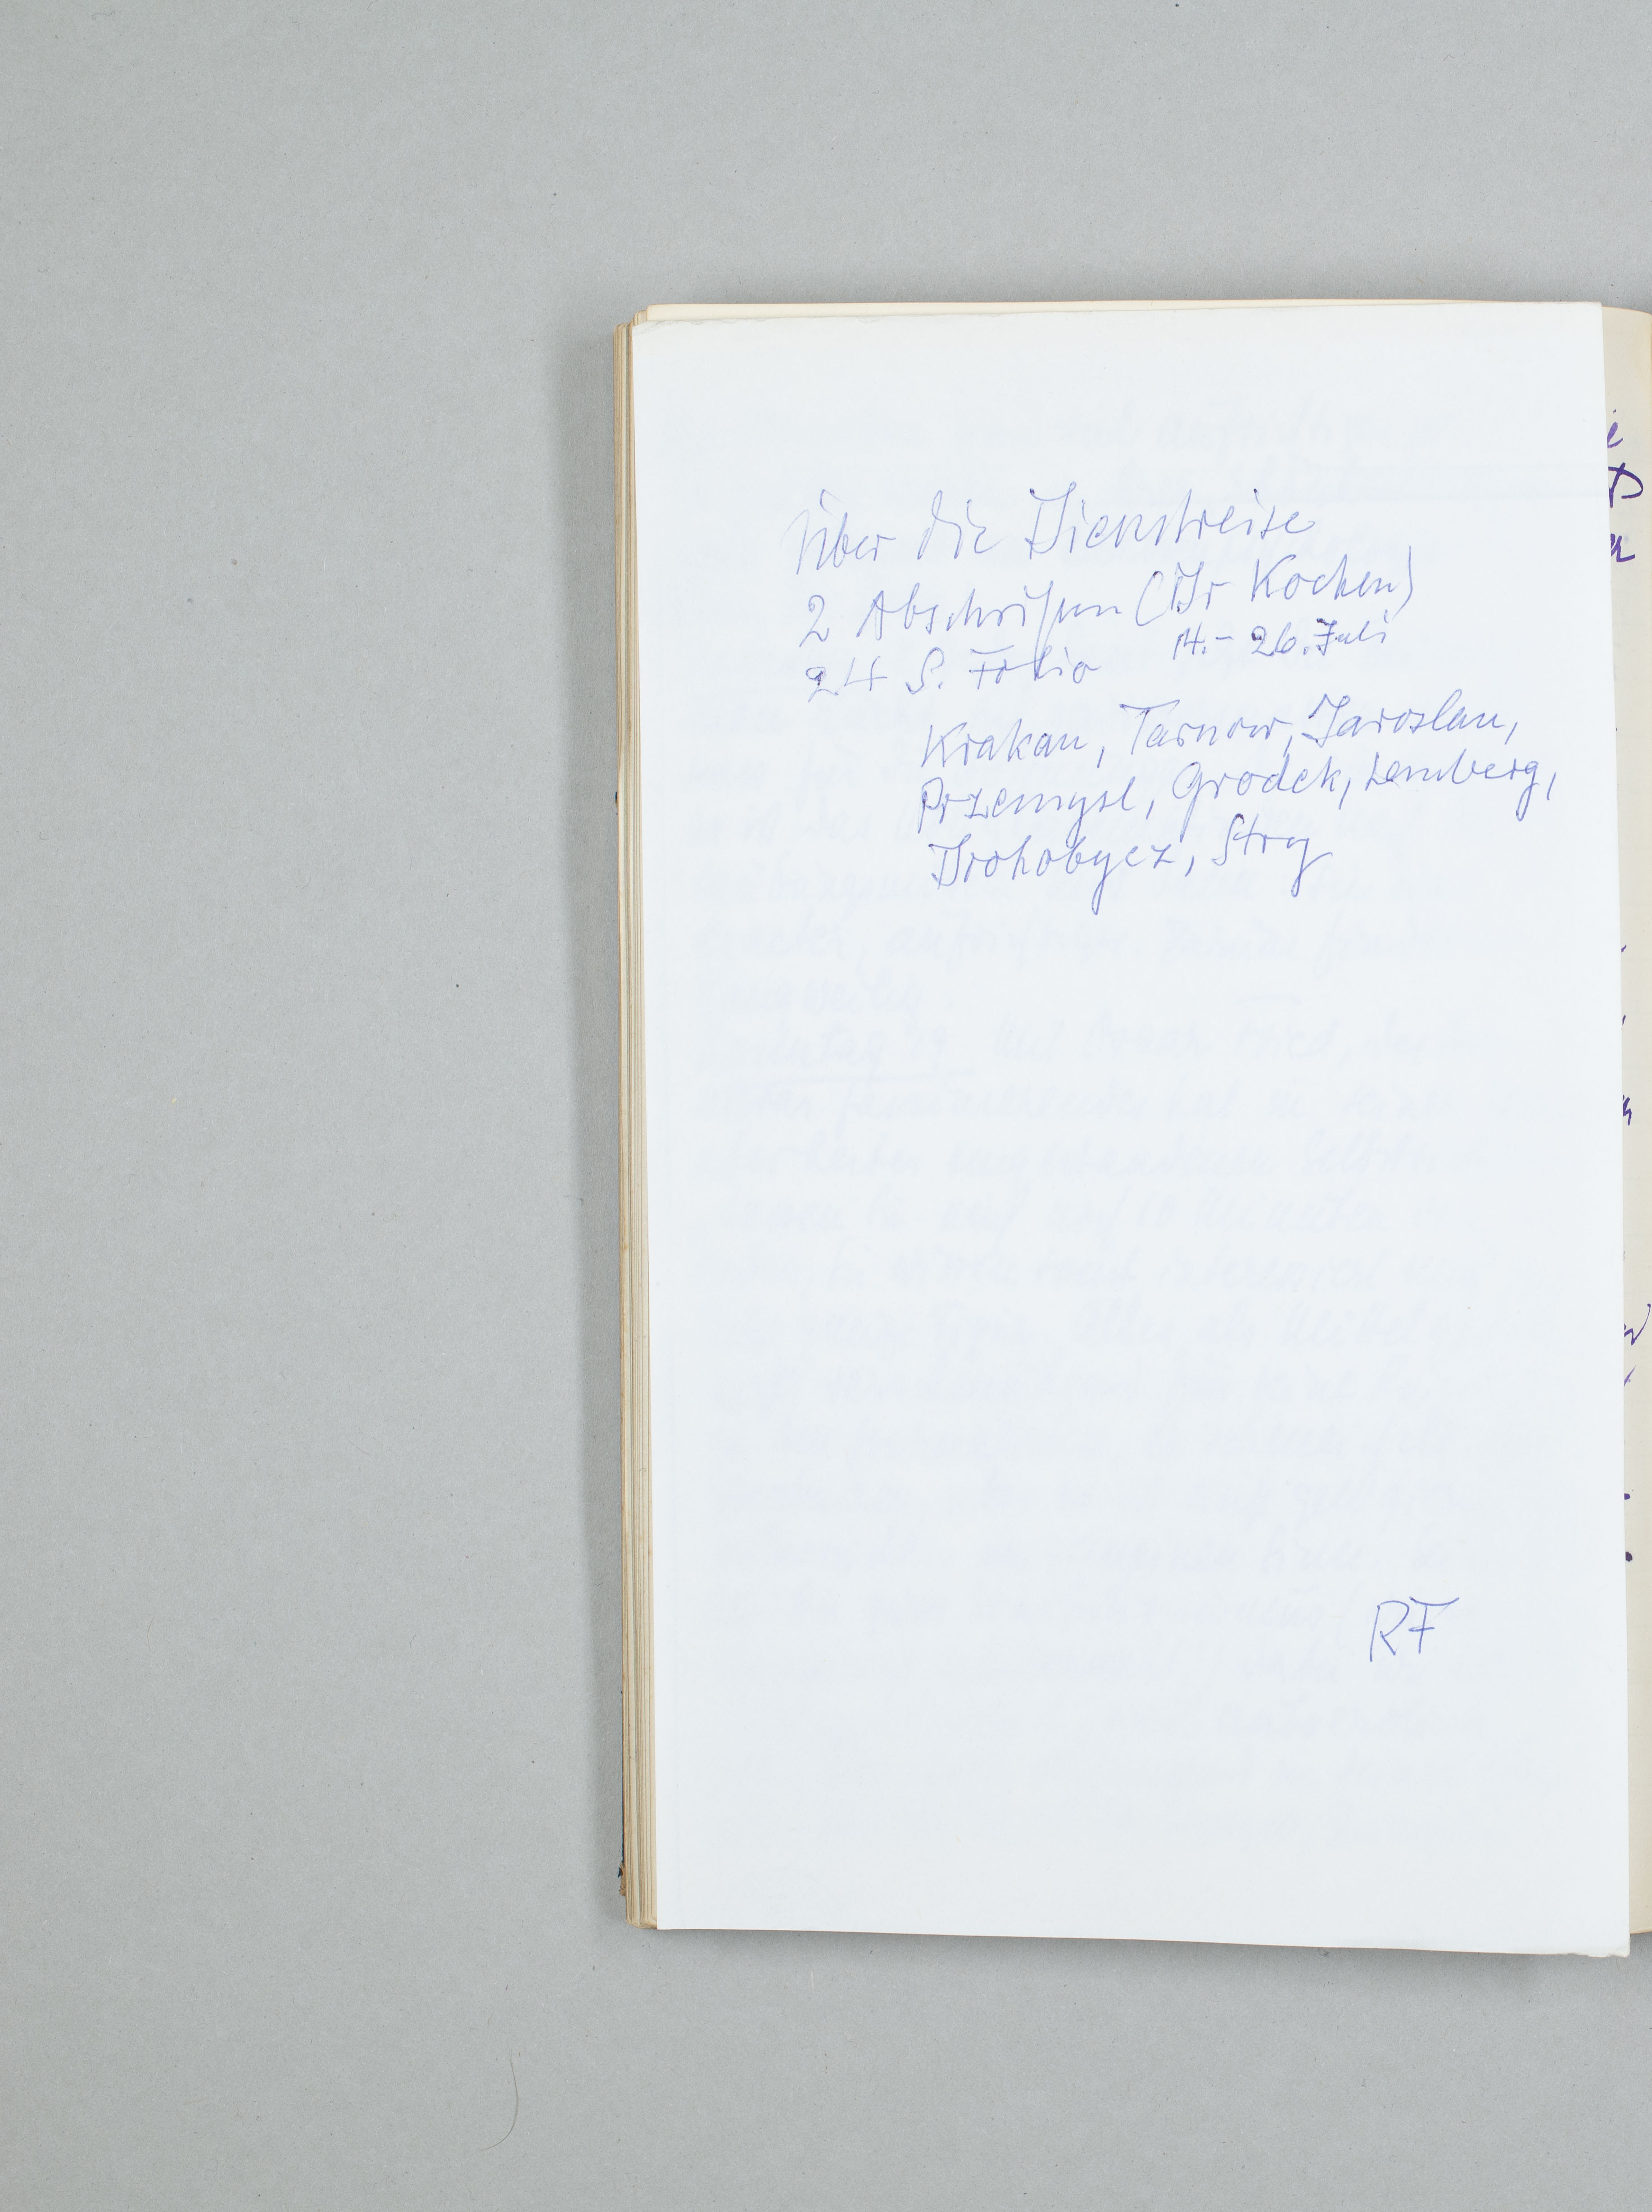 Über die Dienstreise
2 Abschriften (Dr Kochen)
24 S. Folio 14.- 26. Juli
Krakau, Tarnow, Jaroslau,
Przemysl, Grodek, Lemberg,
Drohobycz, Stry
RF